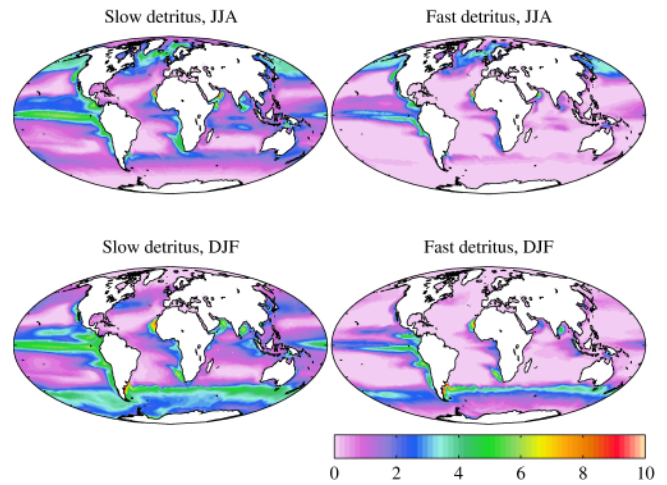 Slow detritus, JJA
Fast detritus, JJA
Slow detritus, DJF
Fast detritus, DJF
0 2 4 6 8 10